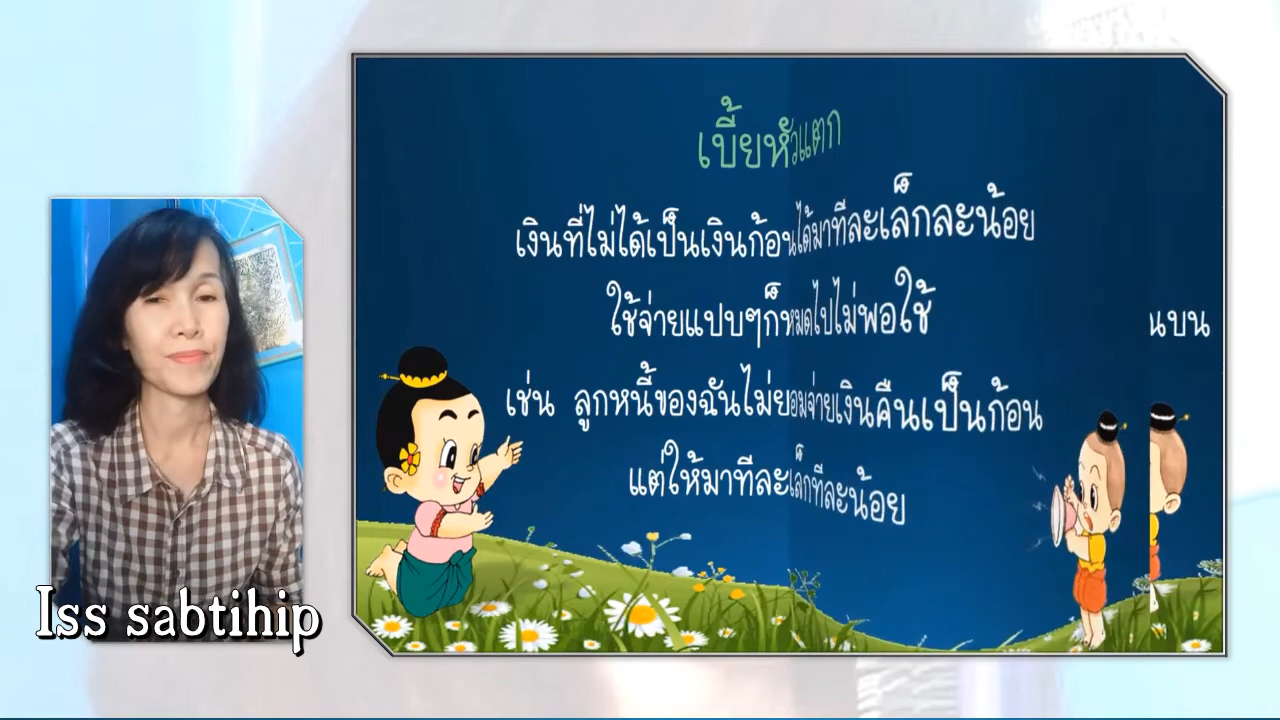 เบี้ยหัวแตก
เงินที่ไม่ได้เป็นเงินก้อนได้มาทีละเล็กละน้อย
ใช้จ่ายแปบๆก็หมดไปไม่พอใช้
นบน
เช่น ลูกหนี้ของฉันไม่ยอมจ่ายเงินคืนเป็นก้อน
แต่ให้มาทีละเล็กทีละน้อย
Iss sabtihip